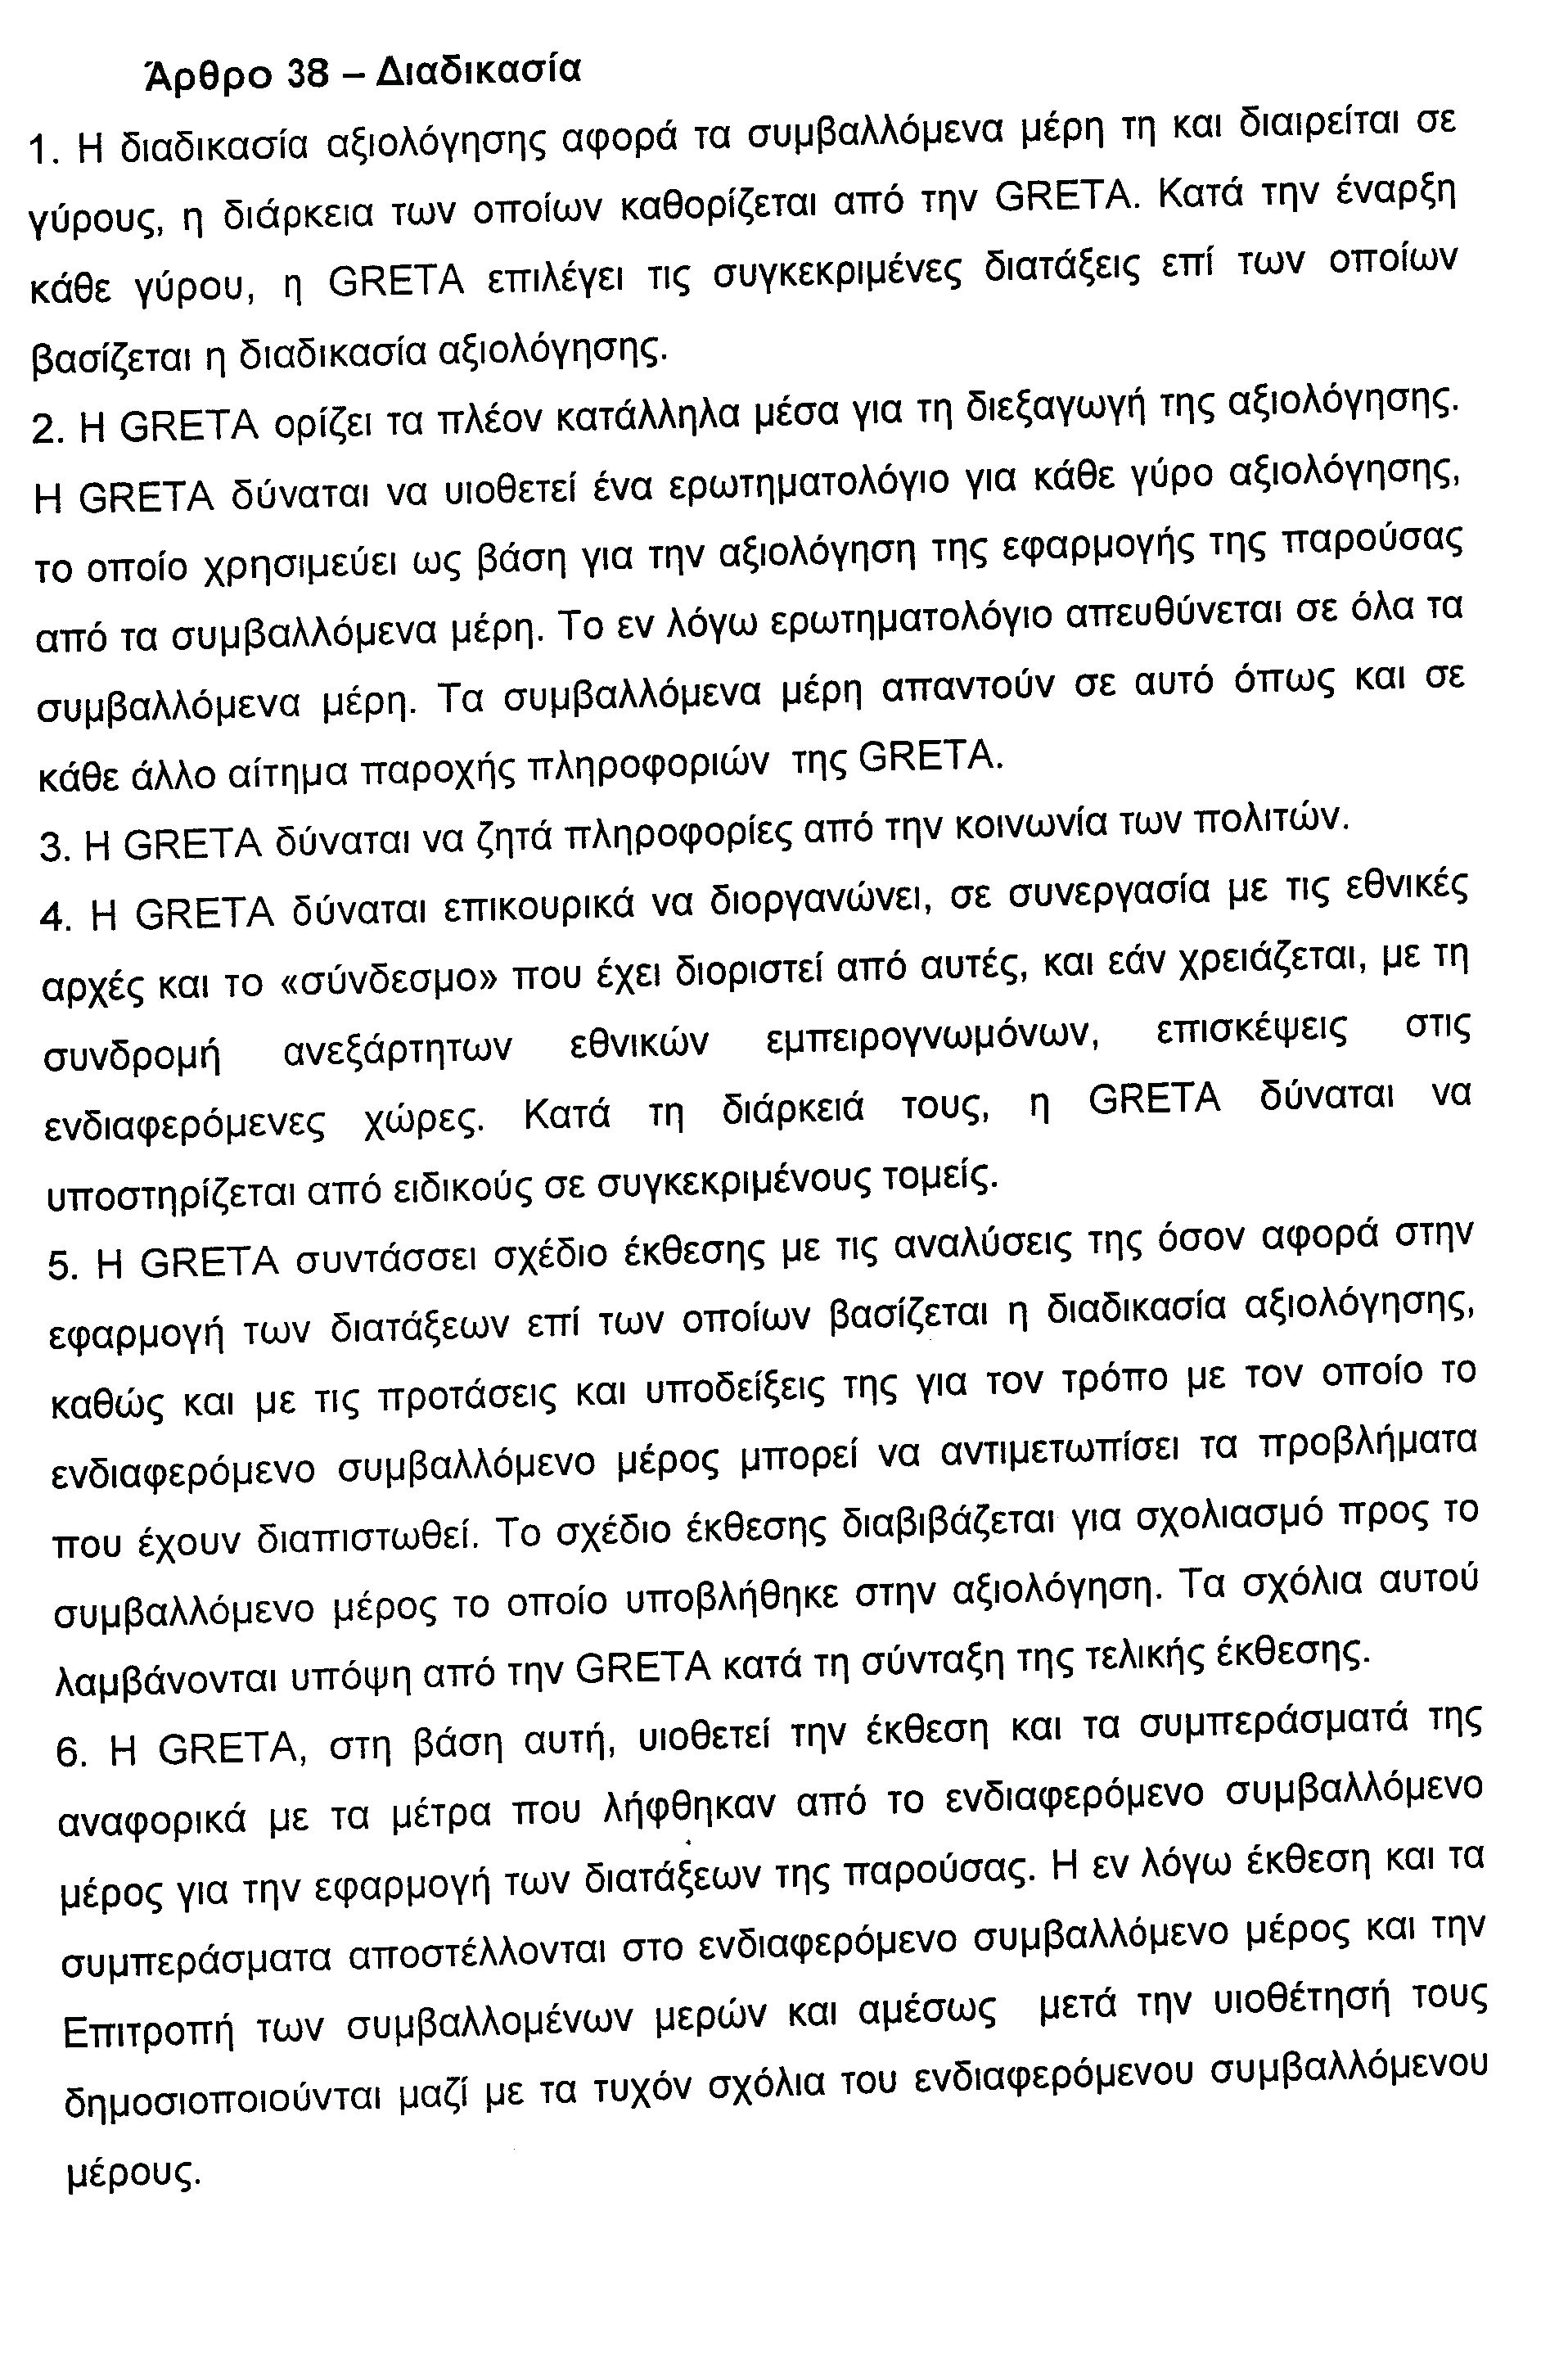 Άρθρο 38 – Διαδικασία
1. Η διαδικασία αξιολόγησης αφορά τα συμβαλλόμενα μέρη τη και διαιρείται σε
γύρους, η διάρκεια των οποίων καθορίζεται από την GRETA. Κατά την έναρξη
κάθε γύρου, η GRETA επιλέγει τις συγκεκριμένες διατάξεις επί των οποίων
βασίζεται η διαδικασία αξιολόγησης.
2. Η GRETA ορίζει τα πλέον κατάλληλα μέσα για τη διεξαγωγή της αξιολόγησης.
Η GRETA δύναται να υιοθετεί ένα ερωτηματολόγιο για κάθε γύρο αξιολόγησης,
το οποίο χρησιμεύει ως βάση για την αξιολόγηση της εφαρμογής της παρούσας
από τα συμβαλλόμενα μέρη. Το εν λόγω ερωτηματολόγιο απευθύνεται σε όλα τα
συμβαλλόμενα μέρη. Τα συμβαλλόμενα μέρη απαντούν σε αυτό όπως και σε
κάθε άλλο αίτημα παροχής πληροφοριών της GRETA.
3. Η GRETA δύναται να ζητά πληροφορίες από την κοινωνία των πολιτών.
4. Η GRETA δύναται επικουρικά να διοργανώνει, σε συνεργασία με τις εθνικές
αρχές και το «σύνδεσμο» που έχει διοριστεί από αυτές, και εάν χρειάζεται, με τη
συνδρομή ανεξάρτητων εθνικών εμπειρογνωμόνων, επισκέψεις στις
ενδιαφερόμενες χώρες. Κατά τη διάρκειά τους, η GRETA δύναται να
υποστηρίζεται από ειδικούς σε συγκεκριμένους τομείς.
5. Η GRETA συντάσσει σχέδιο έκθεσης με τις αναλύσεις της όσον αφορά στην
εφαρμογή των διατάξεων επί των οποίων βασίζεται η διαδικασία αξιολόγησης,
καθώς και με τις προτάσεις και υποδείξεις της για τον τρόπο με τον οποίο το
ενδιαφερόμενο συμβαλλόμενο μέρος μπορεί να αντιμετωπίσει τα προβλήματα
που έχουν διαπιστωθεί. Το σχέδιο έκθεσης διαβιβάζεται για σχολιασμό προς το
συμβαλλόμενο μέρος το οποίο υποβλήθηκε στην αξιολόγηση. Τα σχόλια αυτού
λαμβάνονται υπόψη από την GRETA κατά τη σύνταξη της τελικής έκθεσης.
6. Η GRETA, στη βάση αυτή, υιοθετεί την έκθεση και τα συμπεράσματά της
αναφορικά με τα μέτρα που λήφθηκαν από το ενδιαφερόμενο συμβαλλόμενο
μέρος για την εφαρμογή των διατάξεων της παρούσας. Η εν λόγω έκθεση και τα
συμπεράσματα αποστέλλονται στο ενδιαφερόμενο συμβαλλόμενο μέρος και την
Επιτροπή των συμβαλλομένων μερών και αμέσως μετά την υιοθέτησή τους
δημοσιοποιούνται μαζί με τα τυχόν σχόλια του ενδιαφερόμενου συμβαλλόμενου
μέρους.